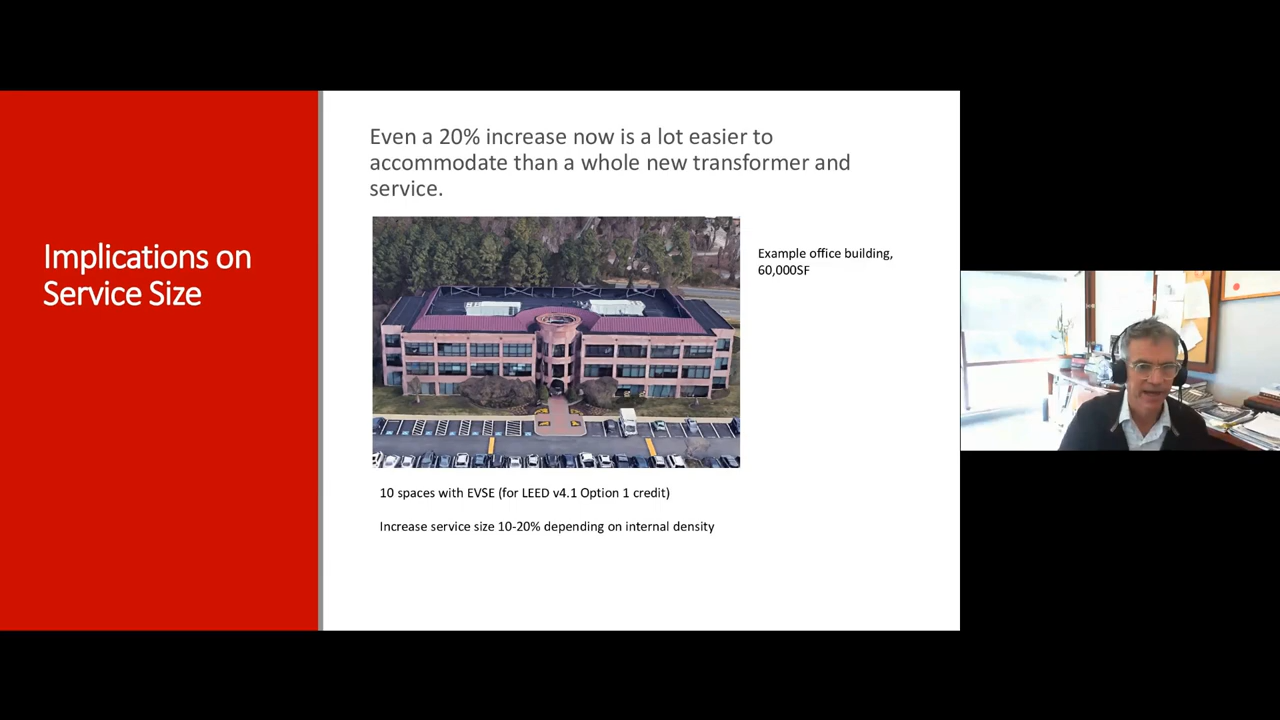 Implications on
Service Size
Even a 20% increase now is a lot easier to
accommodate than a whole new transformer and
service.
Example office building,
60,000SF
10 spaces with EVSE (for LEED v4.1 Option 1 credit)
Increase service size 10-20% depending on internal density